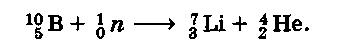 ¹⁰₅B + ¹₀n ⟶ ⁷₃Li + ⁴₂He.